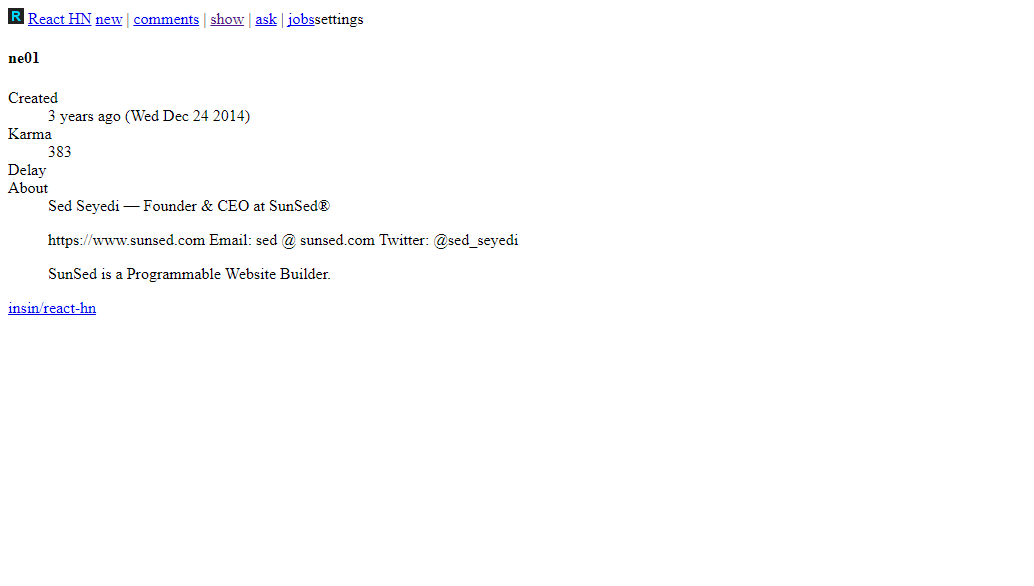 R React HN new | comments | show | ask | jobssettings
ne01
Created
3 years ago (Wed Dec 24 2014)
Karma
383
Delay
About
Sed Seyedi — Founder & CEO at SunSed®
https://www.sunsed.com Email: sed @ sunsed.com Twitter: @sed_seyedi
SunSed is a Programmable Website Builder.
insin/react-hn